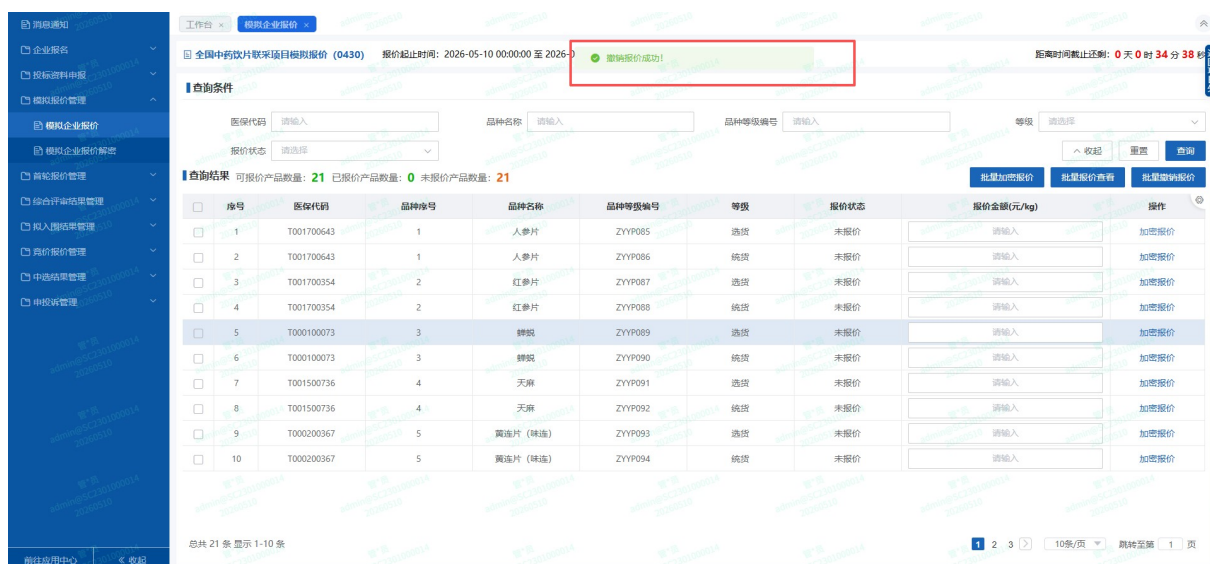 消息通知
企业报名
投标资料申报
模拟报价管理
模拟企业报价
模拟企业报价解密
首轮报价管理
综合评审结果管理
拟入围结果管理
竞价报价管理
中选结果管理
申投诉管理
前往应用中心 《 收起
工作台 × 模拟企业报价 ×
全国中药饮片联采项目模拟报价（0430） 报价起止时间：2026-05-10 00:00:00 至 2026-0
撤销报价成功！
距离时间截止还剩：0 天 0 时 34 分 38 秒
查询条件
医保代码 请输入 品种名称 请输入 品种等级编号 请输入 等级 请选择
报价状态 请选择 收起 重置 查询
查询结果 可报价产品数量：21 已报价产品数量：0 未报价产品数量：21 批量加密报价 批量报价查看 批量撤销报价
序号 医保代码 品种序号 品种名称 品种等级编号 等级 报价状态 报价金额(元/kg) 操作
1 T001700643 1 人参片 ZYYP085 选货 未报价 请输入 加密报价
2 T001700643 1 人参片 ZYYP086 统货 未报价 请输入 加密报价
3 T001700354 2 红参片 ZYYP087 选货 未报价 请输入 加密报价
4 T001700354 2 红参片 ZYYP088 统货 未报价 请输入 加密报价
5 T000100073 3 蝉蜕 ZYYP089 选货 未报价 请输入 加密报价
6 T000100073 3 蝉蜕 ZYYP090 统货 未报价 请输入 加密报价
7 T001500736 4 天麻 ZYYP091 选货 未报价 请输入 加密报价
8 T001500736 4 天麻 ZYYP092 统货 未报价 请输入 加密报价
9 T000200367 5 黄连片（味连） ZYYP093 选货 未报价 请输入 加密报价
10 T000200367 5 黄连片（味连） ZYYP094 统货 未报价 请输入 加密报价
总共 21 条 显示 1-10 条 1 2 3 10条/页 跳转至第 1 页